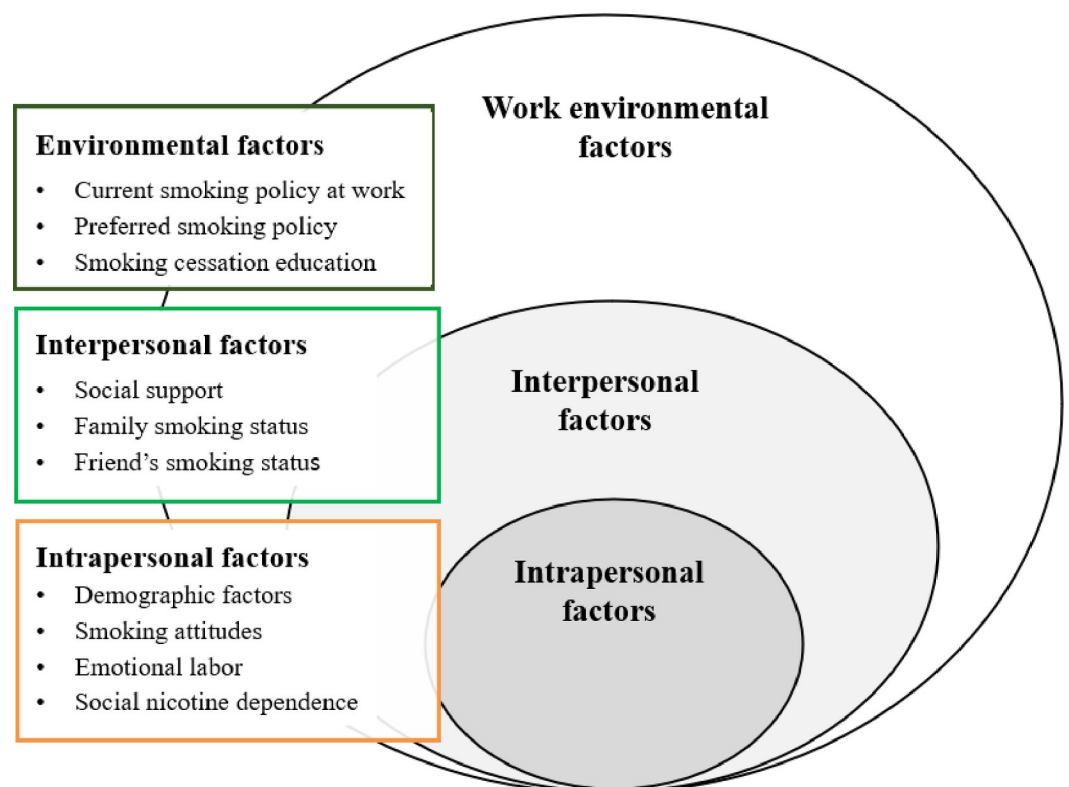 Work environmental
factors
Environmental factors
• Current smoking policy at work
• Preferred smoking policy
• Smoking cessation education
Interpersonal factors
• Social support
• Family smoking status
• Friend’s smoking status
Interpersonal
factors
Intrapersonal factors
• Demographic factors
• Smoking attitudes
• Emotional labor
• Social nicotine dependence
Intrapersonal
factors